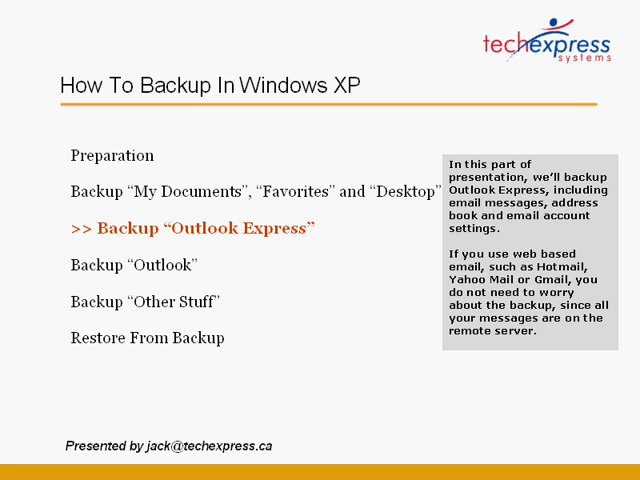 techexpress
systems
How To Backup In Windows XP
Preparation
Backup “My Documents”, “Favorites” and “Desktop”
>> Backup “Outlook Express”
Backup “Outlook”
Backup “Other Stuff”
Restore From Backup
In this part of
presentation, we’ll backup
Outlook Express, including
email messages, address
book and email account
settings.
If you use web based
email, such as Hotmail,
Yahoo Mail or Gmail, you
do not need to worry
about the backup, since all
your messages are on the
remote server.
Presented by jack@techexpress.ca